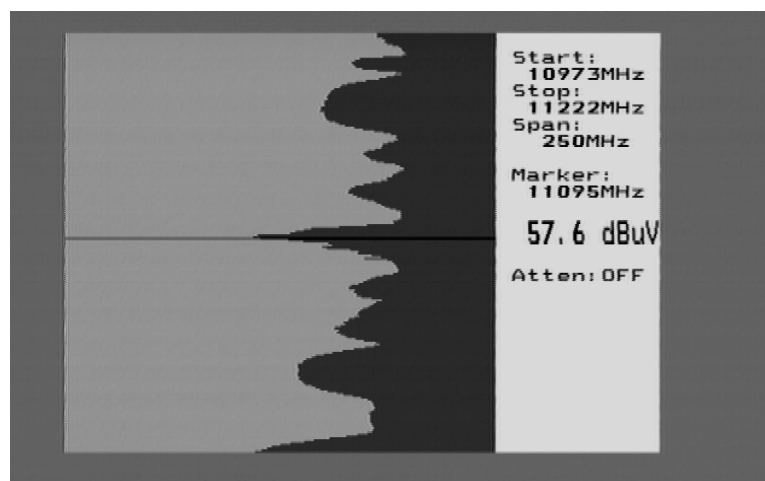 Start:
10973MHz
Stop:
11222MHz
Span:
250MHz
Marker:
11095MHz
57.6 dBuV
Atten:OFF